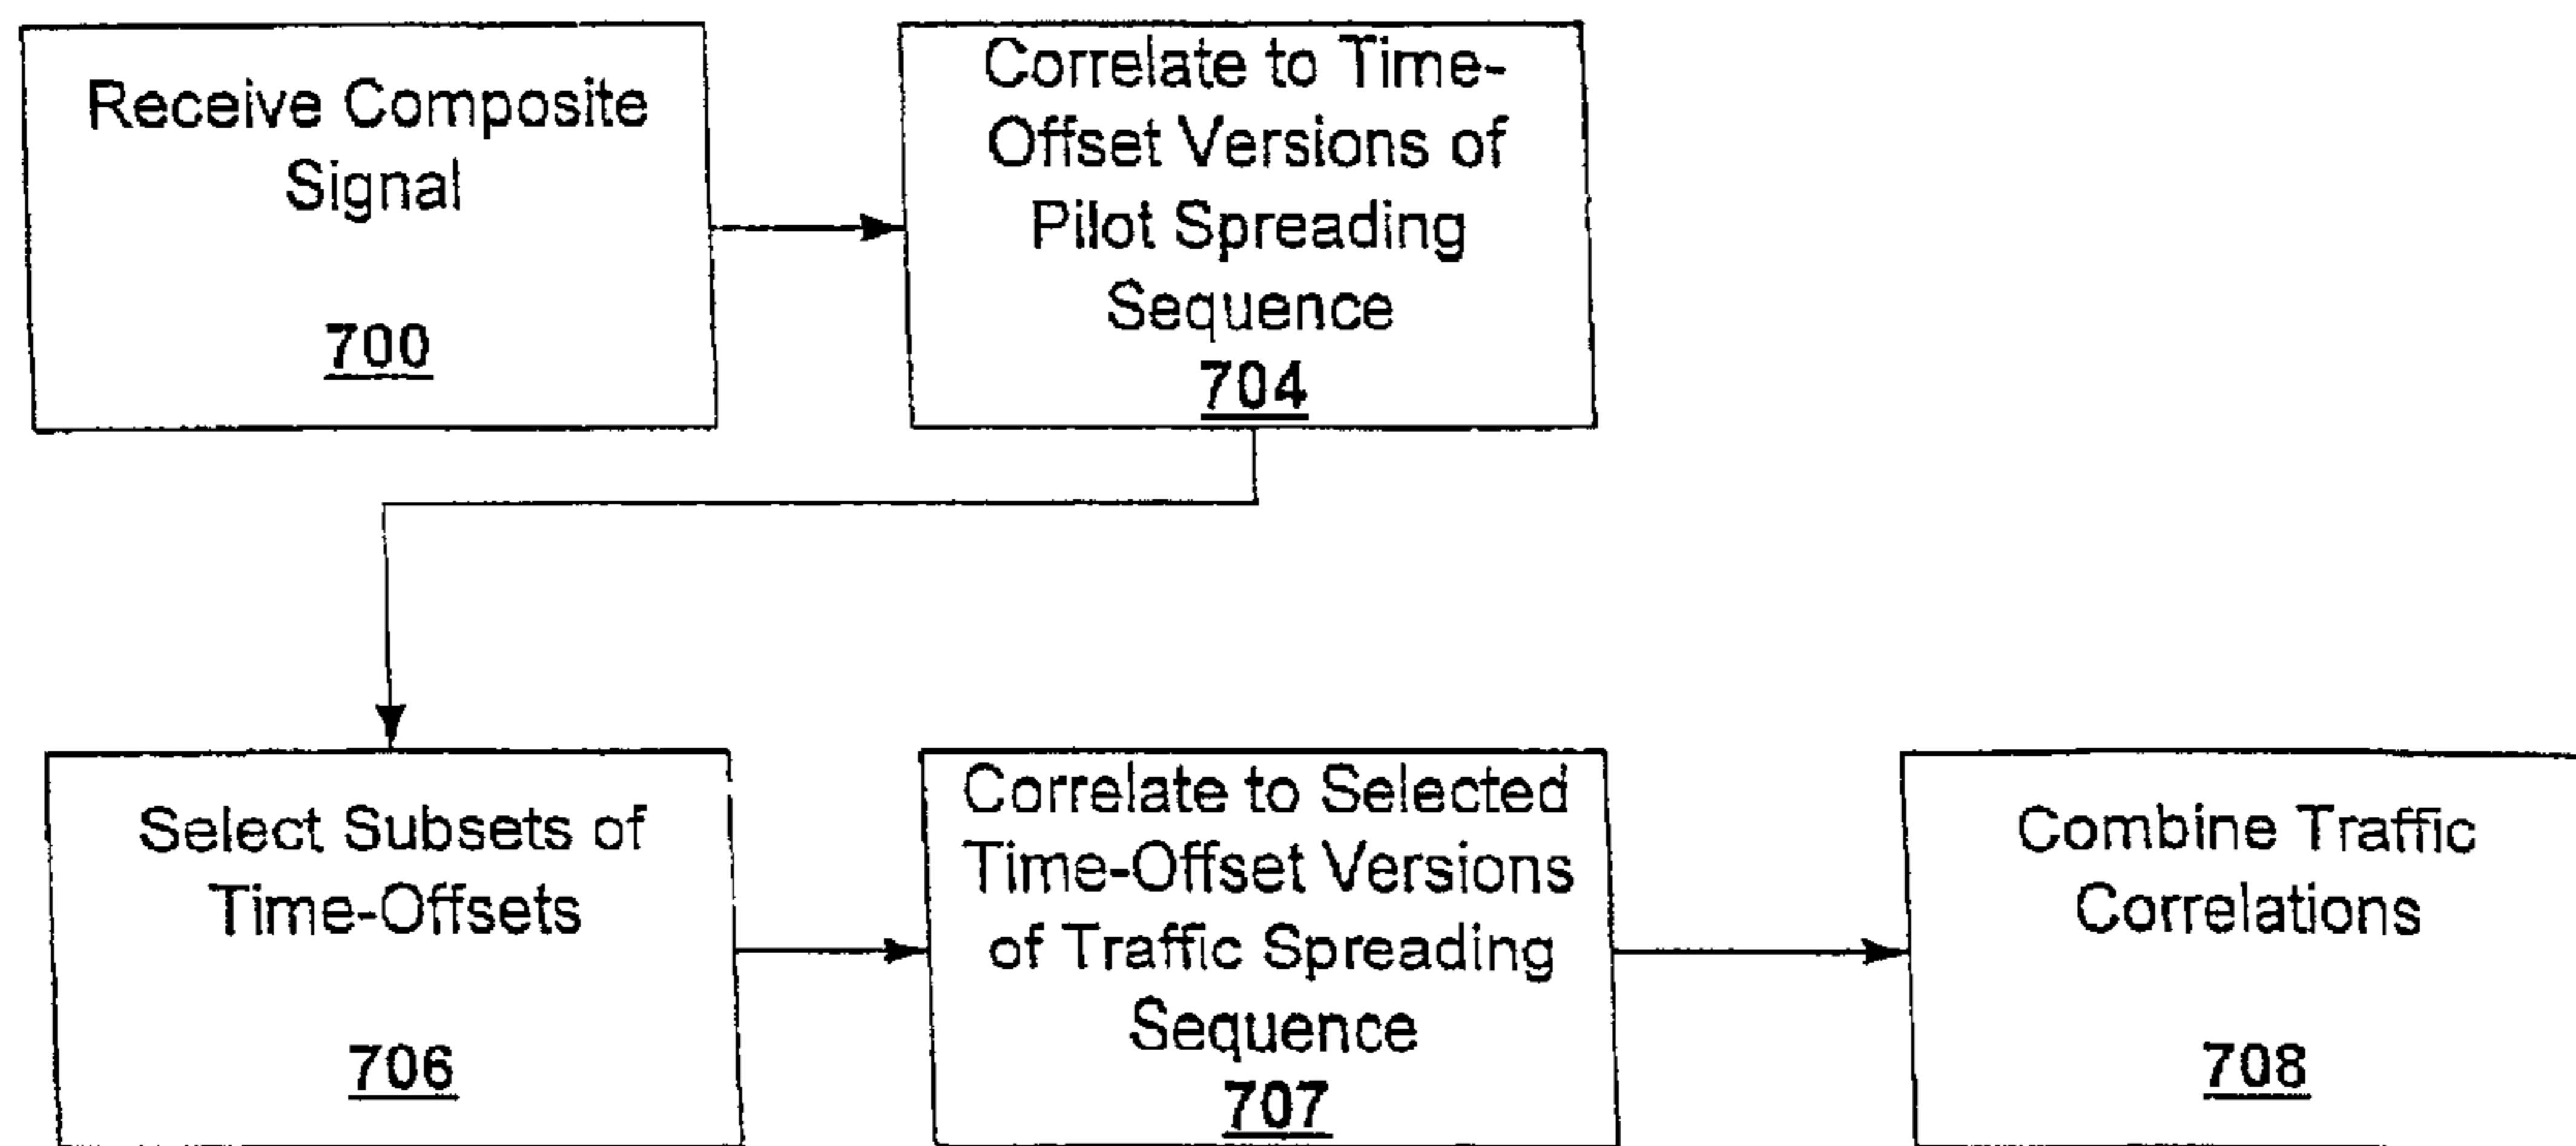 Receive Composite
Signal
700
Correlate to Time-
Offset Versions of
Pilot Spreading
Sequence
704
Select Subsets of
Time-Offsets
706
Correlate to Selected
Time-Offset Versions
of Traffic Spreading
Sequence
707
Combine Traffic
Correlations
708